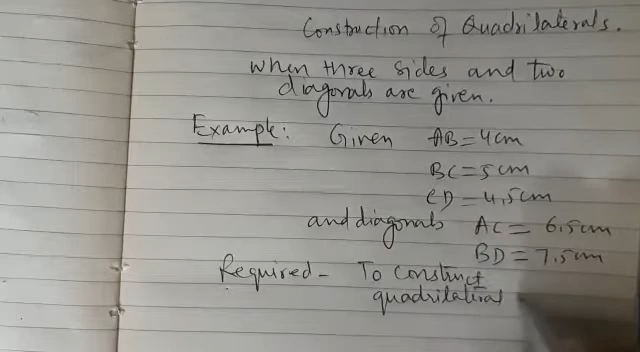 Construction of Quadrilaterals.
When three sides and two
diagonals are given.
Example: Given AB=4cm
BC=5cm
CD=4.5cm
and diagonals AC=6.5cm
BD=7.5cm
Required- To Construct
quadrilateral